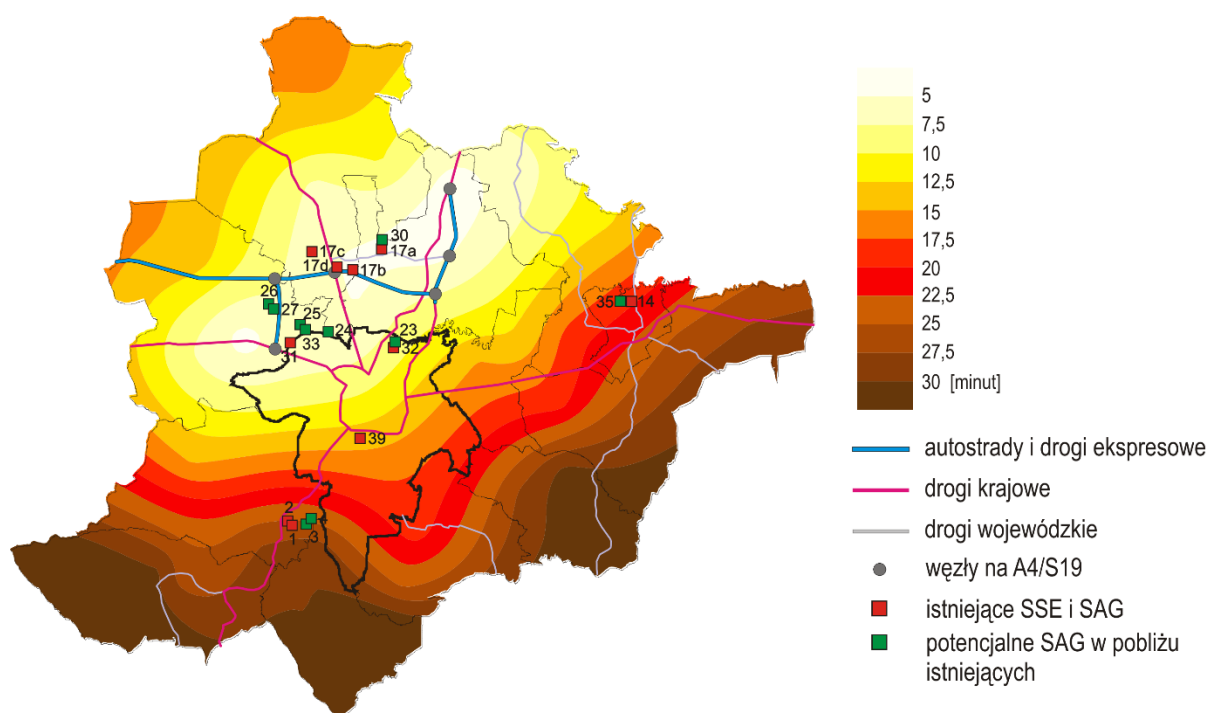 30
17c
17a
17d
17b
26
27
25
24
23
33
32
31
35
14
39
2
4
1
3
5
7,5
10
12,5
15
17,5
20
22,5
25
27,5
30 [minut]
autostrady i drogi ekspresowe
drogi krajowe
drogi wojewódzkie
węzły na A4/S19
istniejące SSE i SAG
potencjalne SAG w pobliżu
istniejących